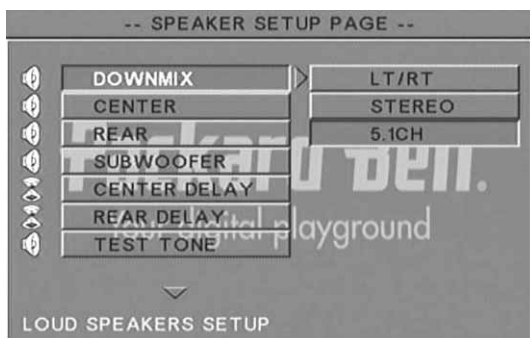 -- SPEAKER SETUP PAGE --
DOWNMIX
LT/RT
CENTER
STEREO
REAR
5.1CH
SUBWOOFER
CENTER DELAY
REAR DELAY
TEST TONE
Packard Bell.
Your digital playground
LOUD SPEAKERS SETUP